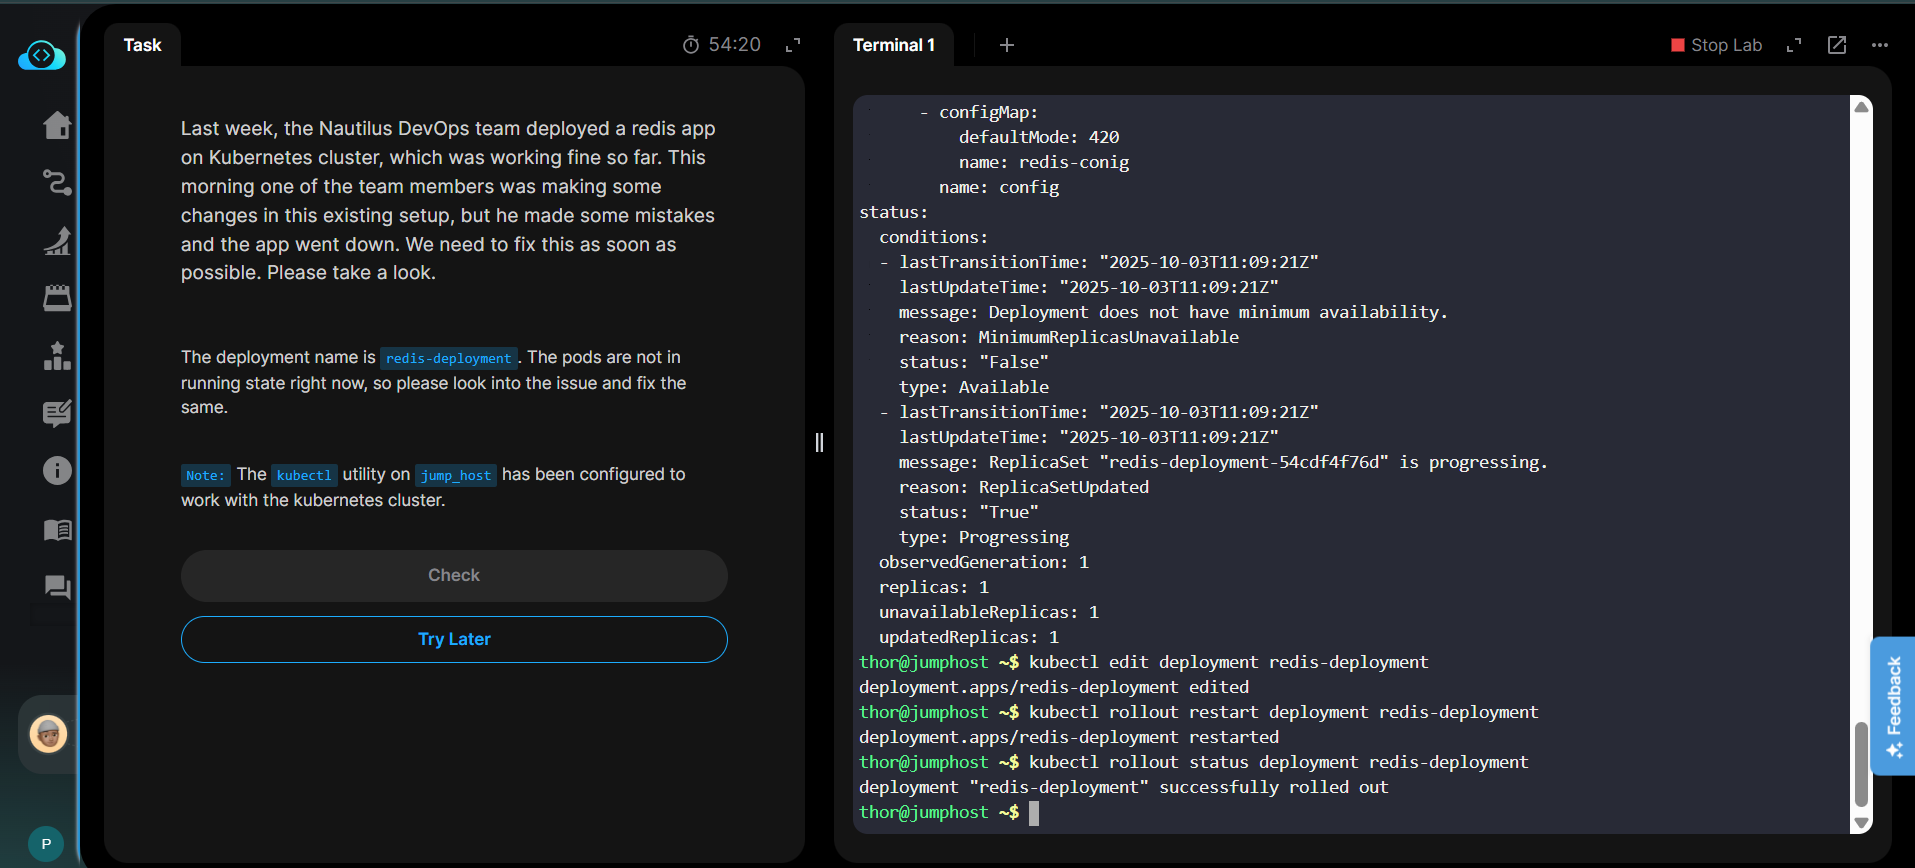 Task
54:20
Last week, the Nautilus DevOps team deployed a redis app
on Kubernetes cluster, which was working fine so far. This
morning one of the team members was making some
changes in this existing setup, but he made some mistakes
and the app went down. We need to fix this as soon as
possible. Please take a look.
The deployment name is redis-deployment. The pods are not in
running state right now, so please look into the issue and fix the
same.
Note: The kubectl utility on jump_host has been configured to
work with the kubernetes cluster.
Check
Try Later
P
Terminal 1
Stop Lab
- configMap:
defaultMode: 420
name: redis-conig
name: config
status:
conditions:
- lastTransitionTime: "2025-10-03T11:09:21Z"
lastUpdateTime: "2025-10-03T11:09:21Z"
message: Deployment does not have minimum availability.
reason: MinimumReplicasUnavailable
status: "False"
type: Available
- lastTransitionTime: "2025-10-03T11:09:21Z"
lastUpdateTime: "2025-10-03T11:09:21Z"
message: ReplicaSet "redis-deployment-54cdf4f76d" is progressing.
reason: ReplicaSetUpdated
status: "True"
type: Progressing
observedGeneration: 1
replicas: 1
unavailableReplicas: 1
updatedReplicas: 1
thor@jumphost ~$ kubectl edit deployment redis-deployment
deployment.apps/redis-deployment edited
thor@jumphost ~$ kubectl rollout restart deployment redis-deployment
deployment.apps/redis-deployment restarted
thor@jumphost ~$ kubectl rollout status deployment redis-deployment
deployment "redis-deployment" successfully rolled out
thor@jumphost ~$
Feedback